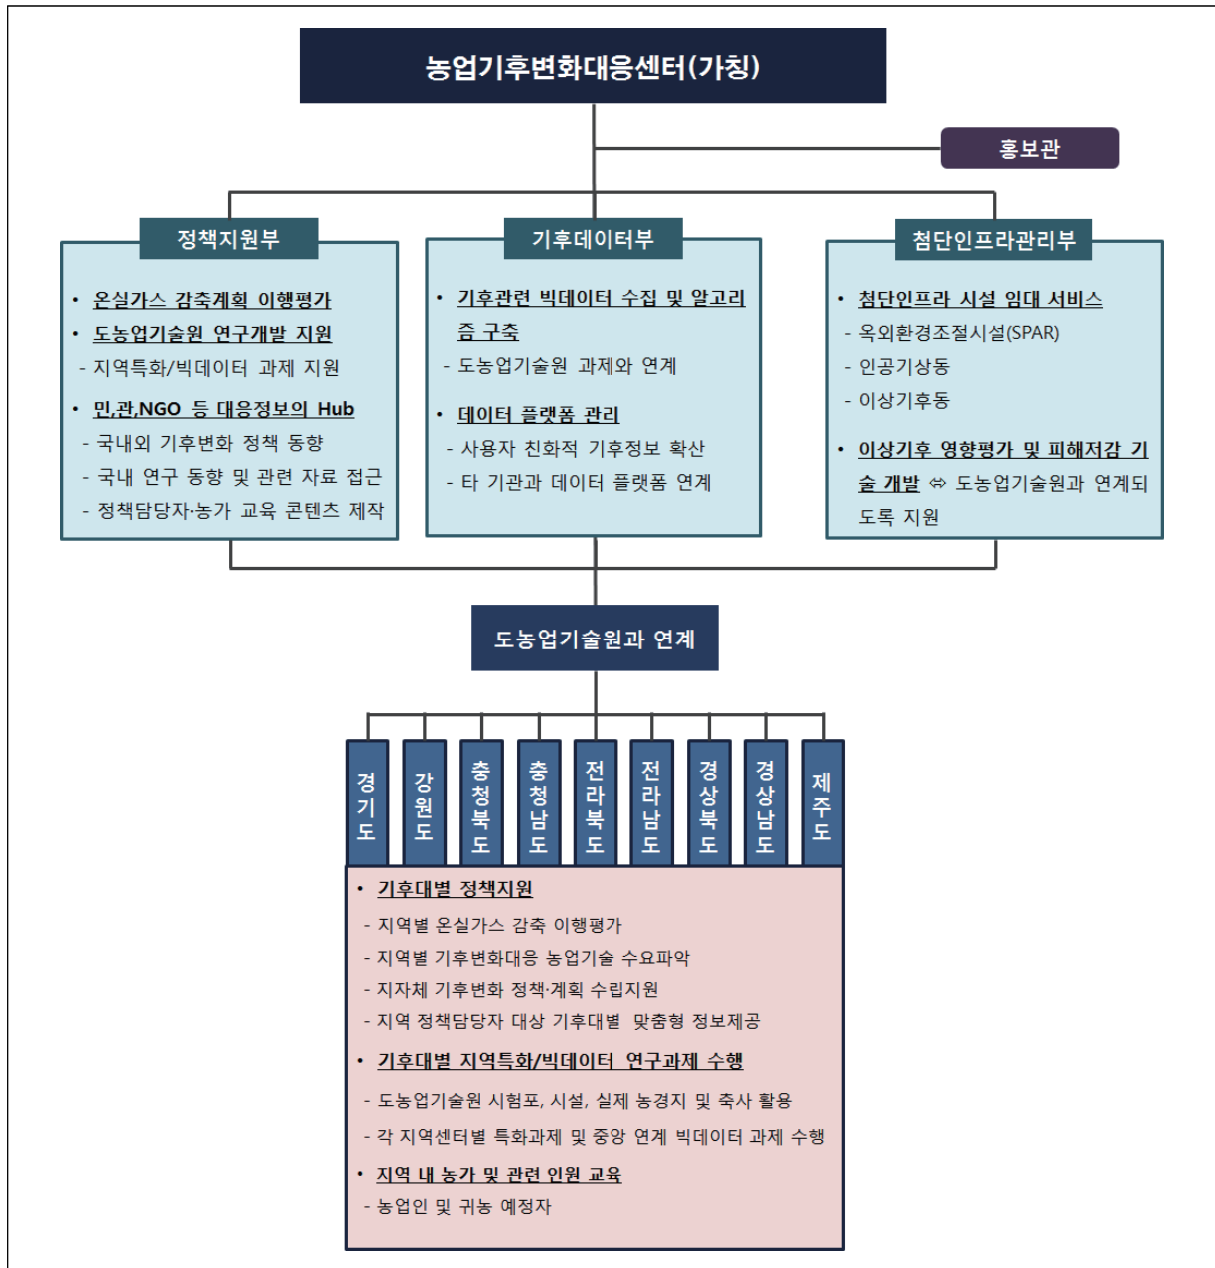 농업기후변화대응센터(가칭)
홍보관
정책지원부
• 온실가스 감축계획 이행평가
• 도농업기술원 연구개발 지원
- 지역특화/빅데이터 과제 지원
• 민,관,NGO 등 대응정보의 Hub
- 국내외 기후변화 정책 동향
- 국내 연구 동향 및 관련 자료 접근
- 정책담당자·농가 교육 콘텐츠 제작
기후데이터부
• 기후관련 빅데이터 수집 및 알고리
즘 구축
- 도농업기술원 과제와 연계
• 데이터 플랫폼 관리
- 사용자 친화적 기후정보 확산
- 타 기관과 데이터 플랫폼 연계
첨단인프라관리부
• 첨단인프라 시설 임대 서비스
- 옥외환경조절시설(SPAR)
- 인공기상동
- 이상기후동
• 이상기후 영향평가 및 피해저감 기
술 개발 ⇔ 도농업기술원과 연계되
도록 지원
도농업기술원과 연계
경기도
강원도
충청북도
충청남도
전라북도
전라남도
경상북도
경상남도
제주도
• 기후대별 정책지원
- 지역별 온실가스 감축 이행평가
- 지역별 기후변화대응 농업기술 수요파악
- 지자체 기후변화 정책·계획 수립지원
- 지역 정책담당자 대상 기후대별 맞춤형 정보제공
• 기후대별 지역특화/빅데이터 연구과제 수행
- 도농업기술원 시험포, 시설, 실제 농경지 및 축사 활용
- 각 지역센터별 특화과제 및 중앙 연계 빅데이터 과제 수행
• 지역 내 농가 및 관련 인원 교육
- 농업인 및 귀농 예정자